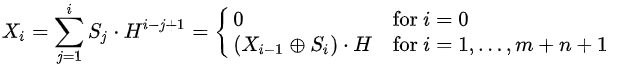 $X_i = \sum_{j=1}^{i} S_j \cdot H^{i-j+1} = \begin{cases} 0 & \text{for } i = 0 \\ (X_{i-1} \oplus S_i) \cdot H & \text{for } i = 1, \ldots, m+n+1 \end{cases}$